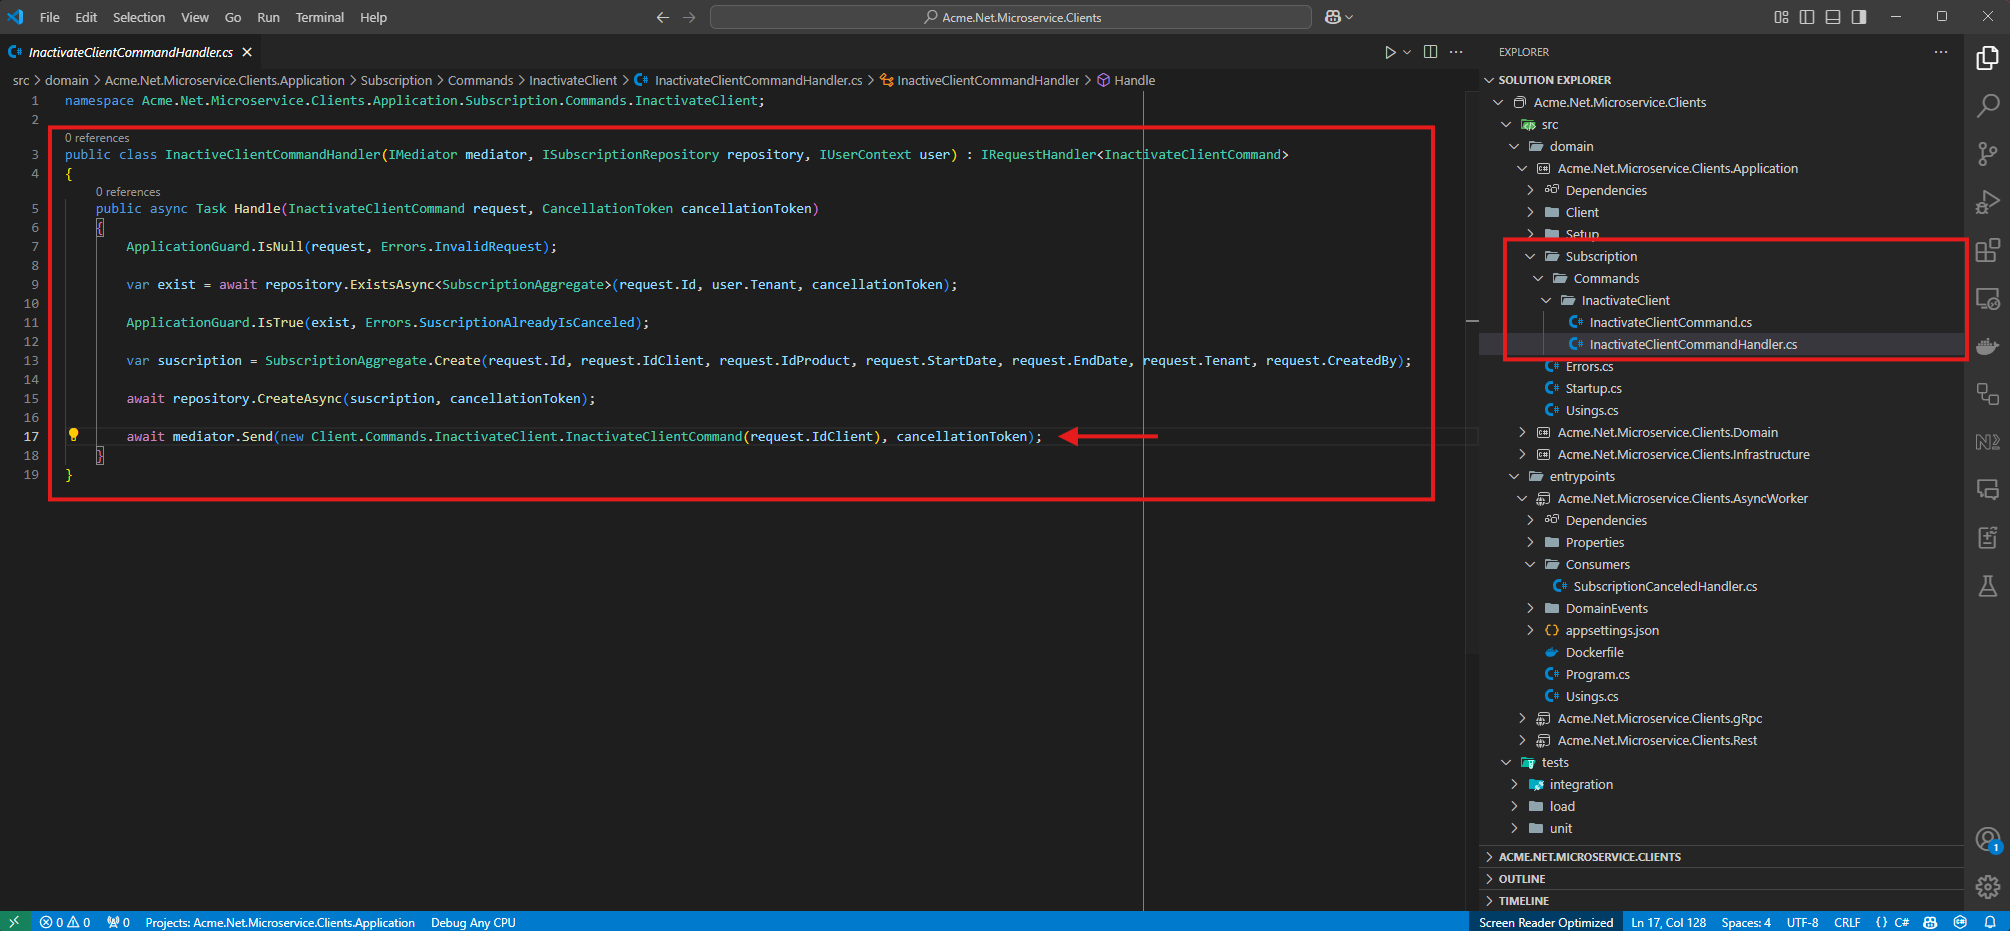 File Edit Selection View Go Run Terminal Help
Acme.Net.Microservice.Clients
InactivateClientCommandHandler.cs
src > domain > Acme.Net.Microservice.Clients.Application > Subscription > Commands > InactivateClient > InactivateClientCommandHandler.cs > InactiveClientCommandHandler > Handle
1 namespace Acme.Net.Microservice.Clients.Application.Subscription.Commands.InactivateClient;
2
0 references
3 public class InactiveClientCommandHandler(IMediator mediator, ISubscriptionRepository repository, IUserContext user) : IRequestHandler<InactivateClientCommand>
4 {
0 references
5 public async Task Handle(InactivateClientCommand request, CancellationToken cancellationToken)
6 {
7 ApplicationGuard.IsNull(request, Errors.InvalidRequest);
8
9 var exist = await repository.ExistsAsync<SubscriptionAggregate>(request.Id, user.Tenant, cancellationToken);
10
11 ApplicationGuard.IsTrue(exist, Errors.SuscriptionAlreadyIsCanceled);
12
13 var suscription = SubscriptionAggregate.Create(request.Id, request.IdClient, request.IdProduct, request.StartDate, request.EndDate, request.Tenant, request.CreatedBy);
14
15 await repository.CreateAsync(suscription, cancellationToken);
16
17 await mediator.Send(new Client.Commands.InactivateClient.InactivateClientCommand(request.IdClient), cancellationToken);
18 }
19 }
EXPLORER
SOLUTION EXPLORER
Acme.Net.Microservice.Clients
src
domain
Acme.Net.Microservice.Clients.Application
Dependencies
Client
Setup
Subscription
Commands
InactivateClient
InactivateClientCommand.cs
InactivateClientCommandHandler.cs
Errors.cs
Startup.cs
Usings.cs
Acme.Net.Microservice.Clients.Domain
Acme.Net.Microservice.Clients.Infrastructure
entrypoints
Acme.Net.Microservice.Clients.AsyncWorker
Dependencies
Properties
Consumers
SubscriptionCanceledHandler.cs
DomainEvents
appsettings.json
Dockerfile
Program.cs
Usings.cs
Acme.Net.Microservice.Clients.gRpc
Acme.Net.Microservice.Clients.Rest
tests
integration
load
unit
ACME.NET.MICROSERVICE.CLIENTS
OUTLINE
TIMELINE
1
0 0 0 Projects: Acme.Net.Microservice.Clients.Application Debug Any CPU
Screen Reader Optimized Ln 17, Col 128 Spaces: 4 UTF-8 CRLF {} C#